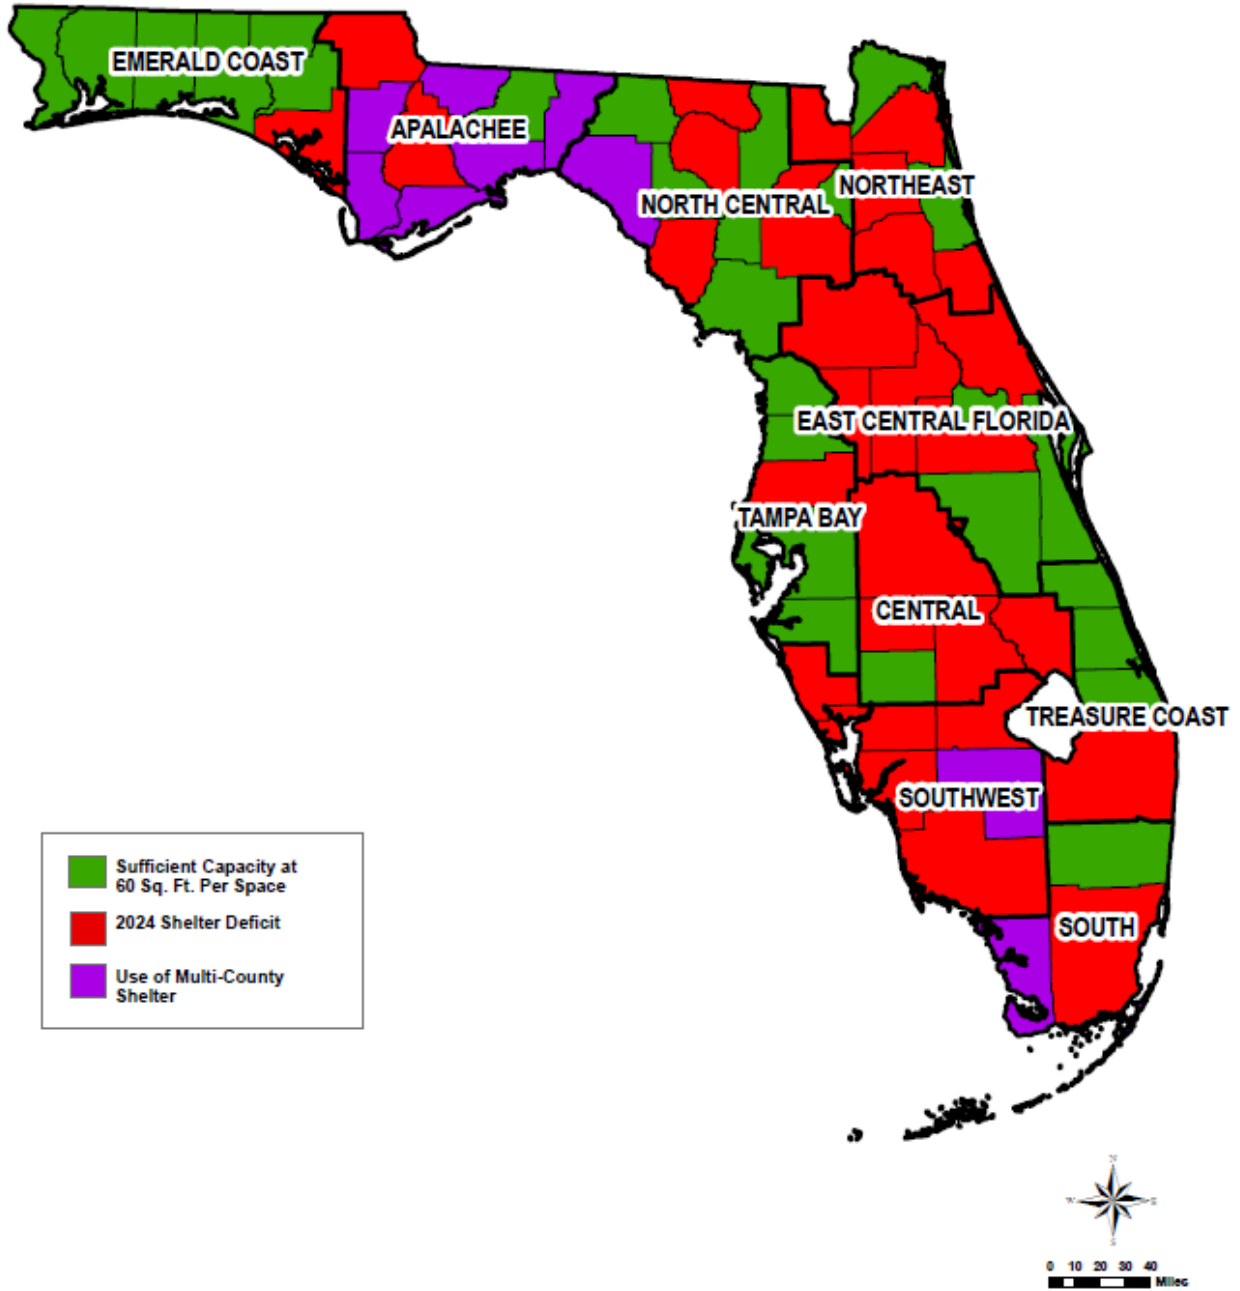 EMERALD COAST
APALACHEE
NORTHEAST
NORTH CENTRAL
EAST CENTRAL FLORIDA
TAMPA BAY
CENTRAL
TREASURE COAST
SOUTHWEST
SOUTH
Sufficient Capacity at
60 Sq. Ft. Per Space
2024 Shelter Deficit
Use of Multi-County
Shelter
N
W
E
S
0 10 20 30 40
Miles